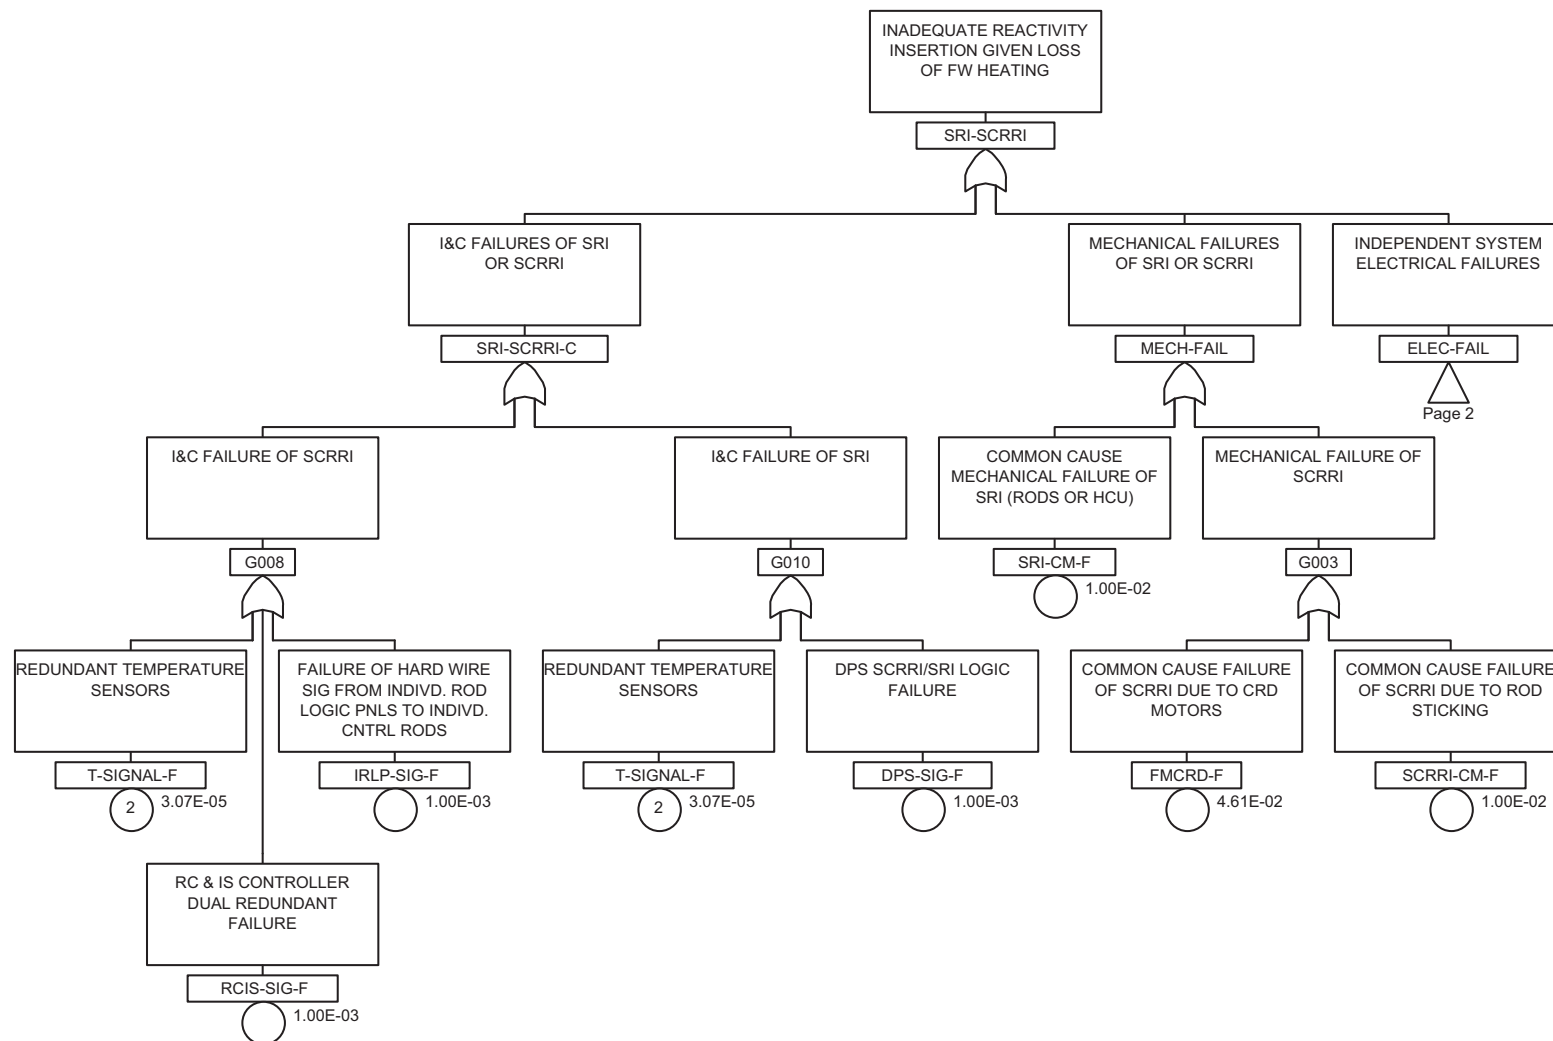 INADEQUATE REACTIVITY
INSERTION GIVEN LOSS
OF FW HEATING
SRI-SCRRI
I&C FAILURES OF SRI
OR SCRRI
SRI-SCRRI-C
MECHANICAL FAILURES
OF SRI OR SCRRI
MECH-FAIL
INDEPENDENT SYSTEM
ELECTRICAL FAILURES
ELEC-FAIL
Page 2
I&C FAILURE OF SCRRI
G008
I&C FAILURE OF SRI
G010
COMMON CAUSE
MECHANICAL FAILURE OF
SRI (RODS OR HCU)
SRI-CM-F
1.00E-02
MECHANICAL FAILURE OF
SCRRI
G003
REDUNDANT TEMPERATURE
SENSORS
T-SIGNAL-F
2
3.07E-05
FAILURE OF HARD WIRE
SIG FROM INDIVD. ROD
LOGIC PNLS TO INDIVD.
CNTRL RODS
IRLP-SIG-F
1.00E-03
REDUNDANT TEMPERATURE
SENSORS
T-SIGNAL-F
2
3.07E-05
DPS SCRRI/SRI LOGIC
FAILURE
DPS-SIG-F
1.00E-03
COMMON CAUSE FAILURE
OF SCRRI DUE TO CRD
MOTORS
FMCRD-F
4.61E-02
COMMON CAUSE FAILURE
OF SCRRI DUE TO ROD
STICKING
SCRRI-CM-F
1.00E-02
RC & IS CONTROLLER
DUAL REDUNDANT
FAILURE
RCIS-SIG-F
1.00E-03